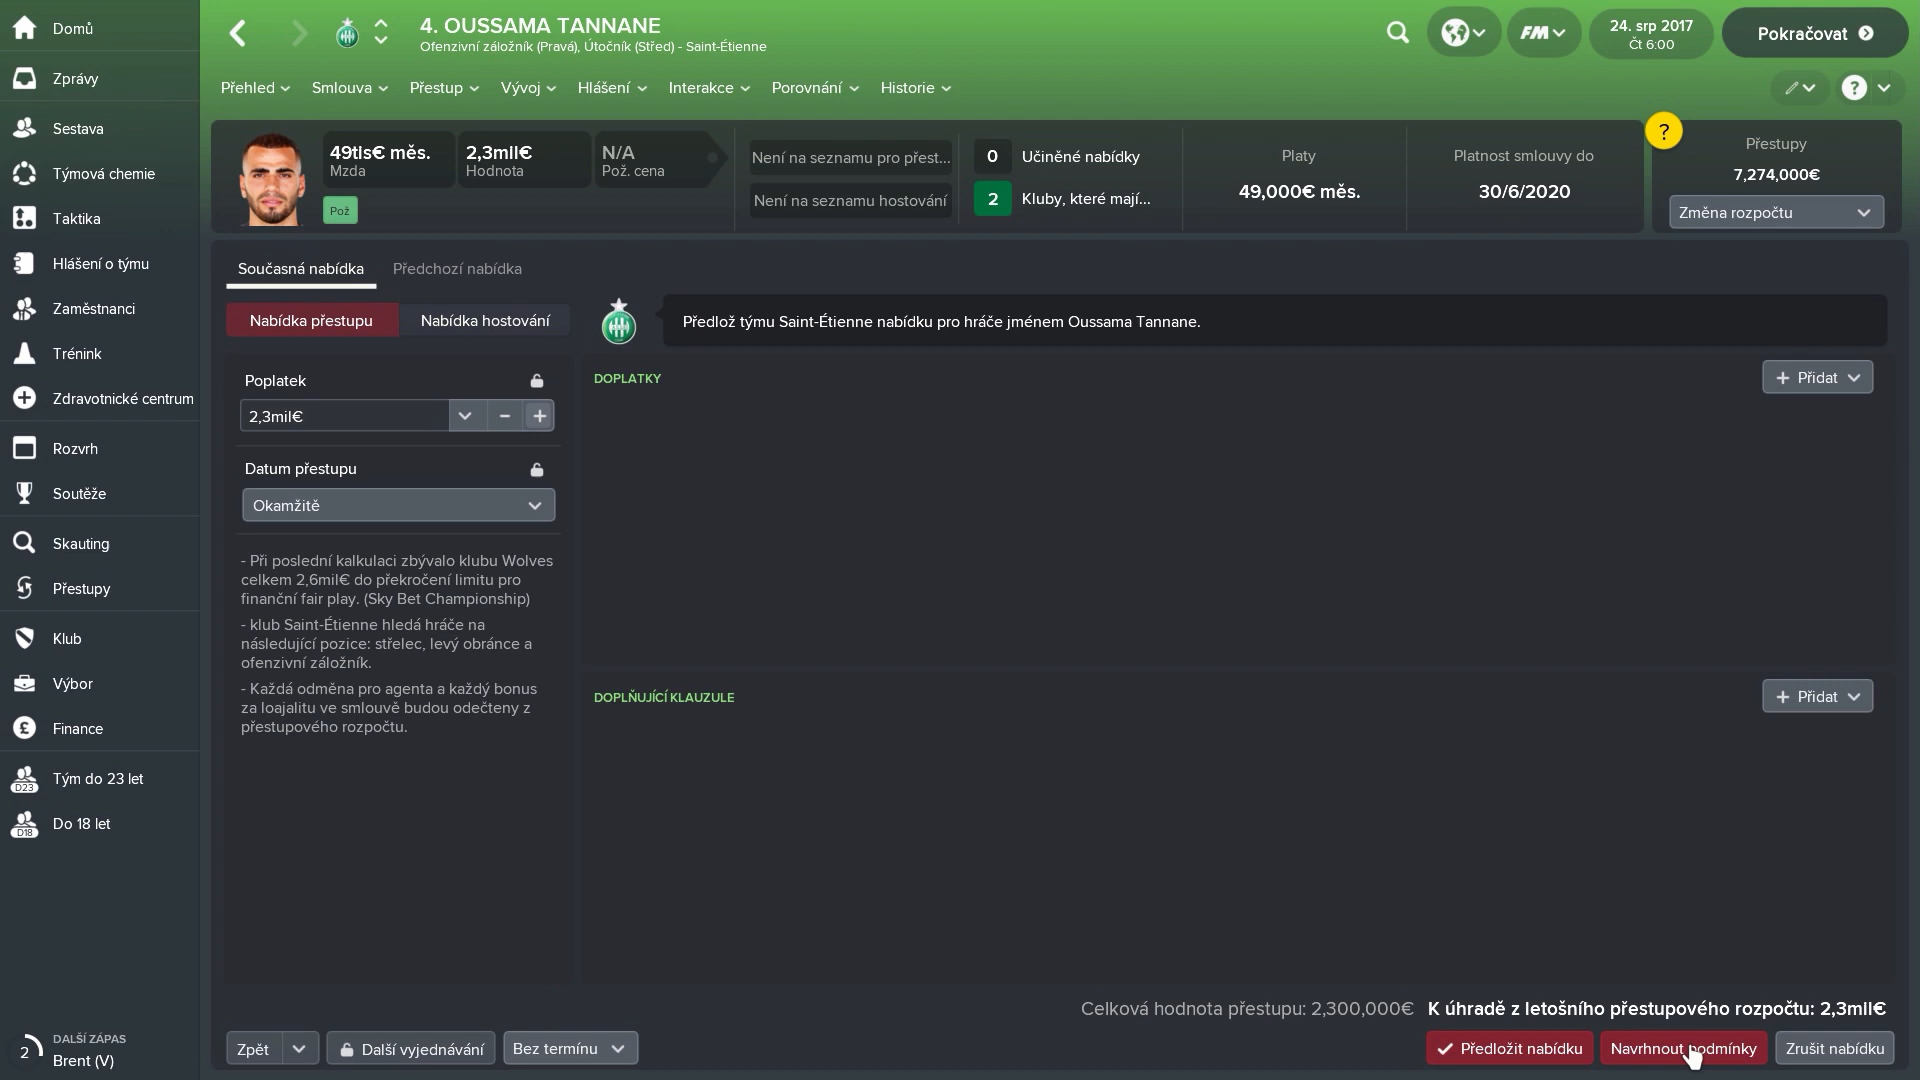 Domů
Zprávy
Sestava
Týmová chemie
Taktika
Hlášení o týmu
Zaměstnanci
Trénink
Zdravotnické centrum
Rozvrh
Soutěže
Skauting
Přestupy
Klub
Výbor
Finance
D23
Tým do 23 let
D18
Do 18 let
2
DALŠÍ ZÁPAS
Brent (V)
4. OUSSAMA TANNANE
Ofenzivní záložník (Pravá), Útočník (Střed) - Saint-Étienne
FM
24. srp 2017
Čt 6:00
Pokračovat
Přehled
Smlouva
Přestup
Vývoj
Hlášení
Interakce
Porovnání
Historie
?
49tis€ měs.
Mzda
2,3mil€
Hodnota
N/A
Pož. cena
Pož
Není na seznamu pro přest...
Není na seznamu hostování
0 Učiněné nabídky
2 Kluby, které mají...
Platy
49,000€ měs.
Platnost smlouvy do
30/6/2020
?
Přestupy
7,274,000€
Změna rozpočtu
Současná nabídka
Předchozí nabídka
Nabídka přestupu
Nabídka hostování
Předlož týmu Saint-Étienne nabídku pro hráče jménem Oussama Tannane.
Poplatek
2,3mil€
Datum přestupu
Okamžitě
- Při poslední kalkulaci zbývalo klubu Wolves
celkem 2,6mil€ do překročení limitu pro
finanční fair play. (Sky Bet Championship)
- klub Saint-Étienne hledá hráče na
následující pozice: střelec, levý obránce a
ofenzivní záložník.
- Každá odměna pro agenta a každý bonus
za loajalitu ve smlouvě budou odečteny z
přestupového rozpočtu.
DOPLATKY
+ Přidat
DOPLŇUJÍCÍ KLAUZULE
+ Přidat
Celková hodnota přestupu: 2,300,000€ K úhradě z letošního přestupového rozpočtu: 2,3mil€
Zpět
Další vyjednávání
Bez termínu
Předložit nabídku
Navrhnout podmínky
Zrušit nabídku